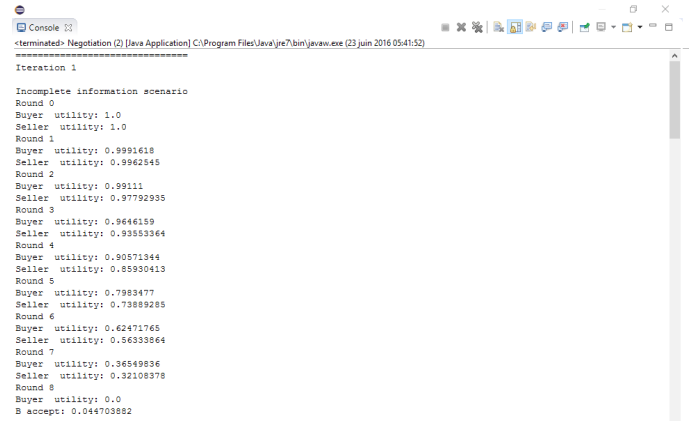 Console
<terminated> Negotiation (2) [Java Application] C:\Program Files\Java\jre7\bin\javaw.exe (23 juin 2016 05:41:52)
================================
Iteration 1
Incomplete information scenario
Round 0
Buyer  utility: 1.0
Seller  utility: 1.0
Round 1
Buyer  utility: 0.9991618
Seller  utility: 0.9962545
Round 2
Buyer  utility: 0.99111
Seller  utility: 0.97792935
Round 3
Buyer  utility: 0.9646159
Seller  utility: 0.93553364
Round 4
Buyer  utility: 0.90571344
Seller  utility: 0.85930413
Round 5
Buyer  utility: 0.7983477
Seller  utility: 0.73889285
Round 6
Buyer  utility: 0.62471765
Seller  utility: 0.56333864
Round 7
Buyer  utility: 0.36549836
Seller  utility: 0.32108378
Round 8
Buyer  utility: 0.0
B accept: 0.044703882